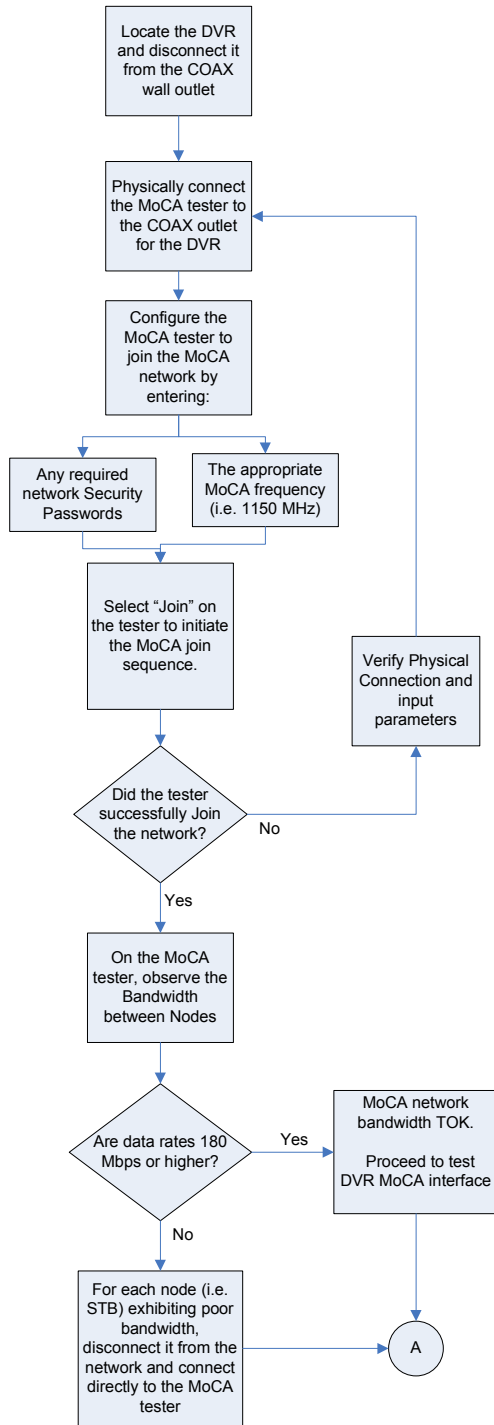 Locate the DVR
and disconnect it
from the COAX
wall outlet
Physically connect
the MoCA tester to
the COAX outlet
for the DVR
Configure the
MoCA tester to
join the MoCA
network by
entering:
Any required
network Security
Passwords
The appropriate
MoCA frequency
(i.e. 1150 MHz)
Select “Join” on
the tester to initiate
the MoCA join
sequence.
Verify Physical
Connection and
input
parameters
Did the tester
successfully Join
the network?
No
Yes
On the MoCA
tester, observe the
Bandwidth
between Nodes
Are data rates 180
Mbps or higher?
Yes
MoCA network
bandwidth TOK.
Proceed to test
DVR MoCA interface
No
For each node (i.e.
STB) exhibiting poor
bandwidth,
disconnect it from the
network and connect
directly to the MoCA
tester
A